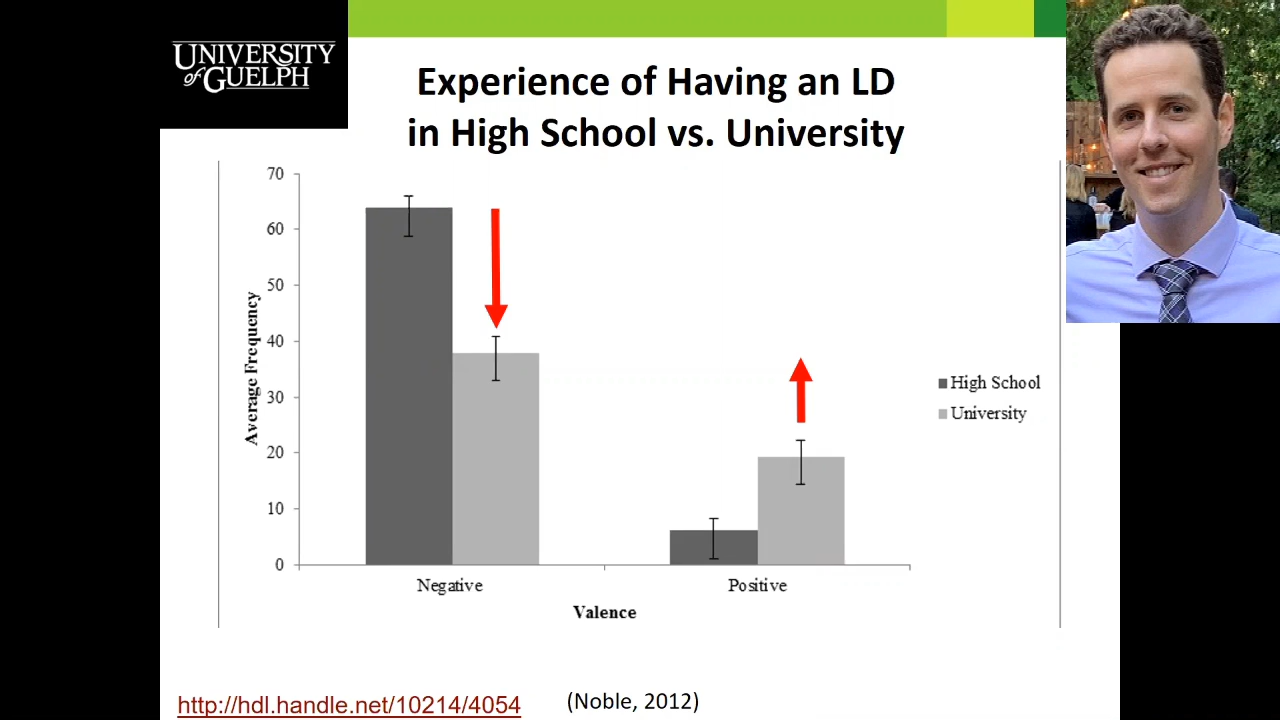 UNIVERSITY
of GUELPH
Experience of Having an LD
in High School vs. University
70
60
50
40
30
20
10
0
Average Frequency
Negative
Positive
Valence
High School
University
http://hdl.handle.net/10214/4054
(Noble, 2012)